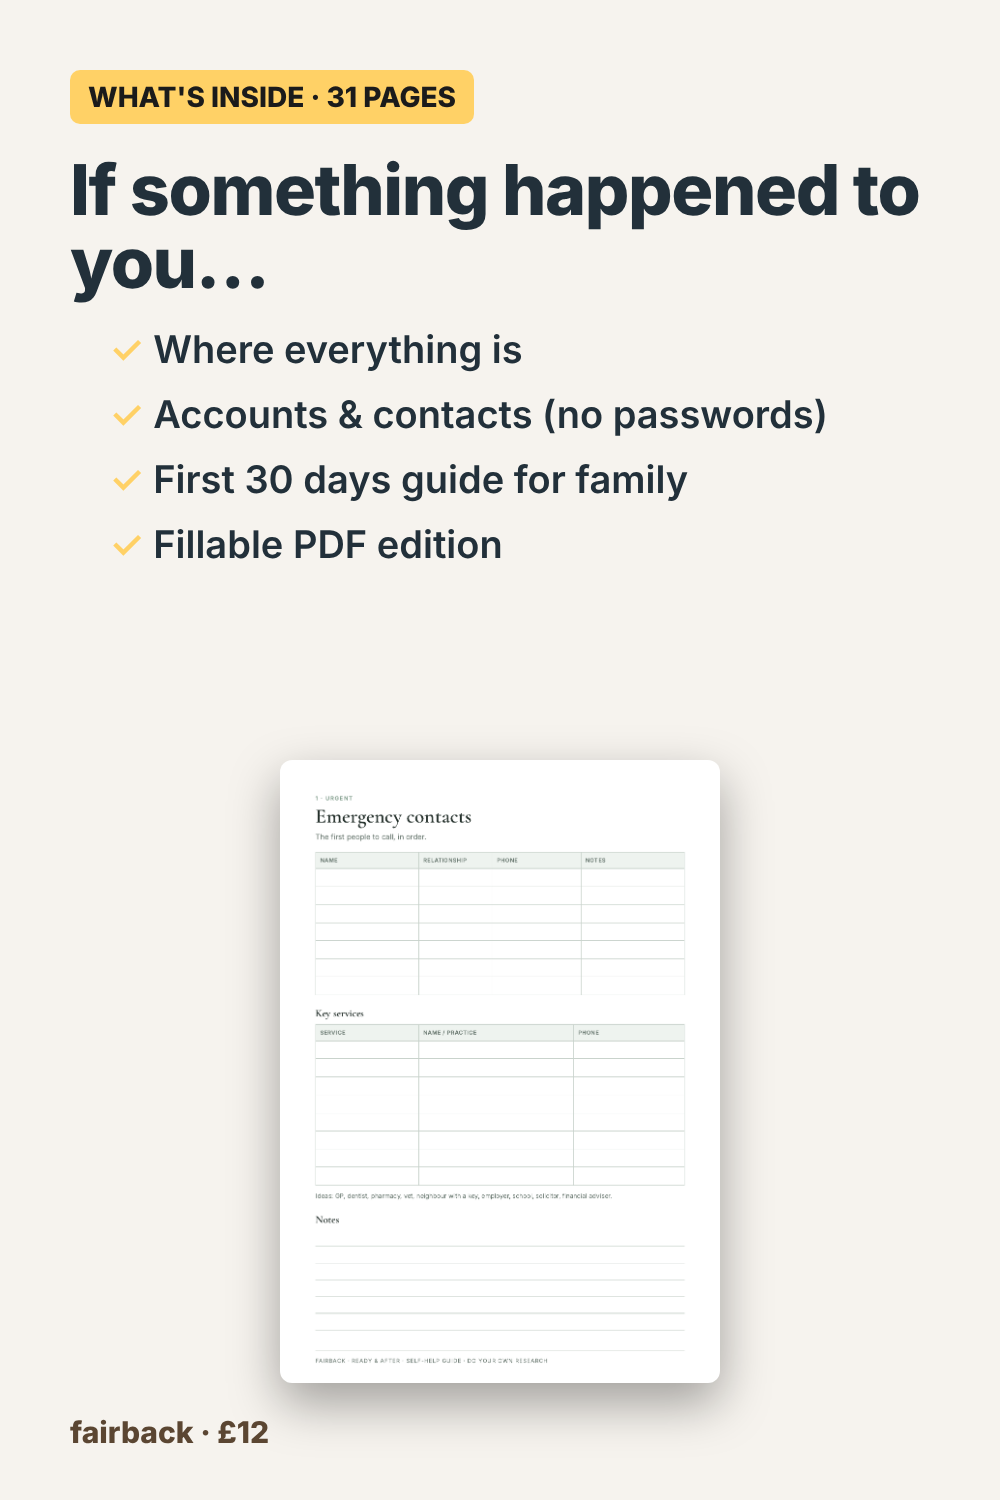 WHAT'S INSIDE · 31 PAGES
If something happened to
you...
✓ Where everything is
✓ Accounts & contacts (no passwords)
✓ First 30 days guide for family
✓ Fillable PDF edition
1 · URGENT
Emergency contacts
The first people to call, in order.
NAME RELATIONSHIP PHONE NOTES
Key services
SERVICE NAME / PRACTICE PHONE
Ideas: GP, dentist, pharmacy, vet, neighbour with a key, employer, school, solicitor, financial adviser.
Notes
FAIRBACK · READY & AFTER · SELF-HELP GUIDE · DO YOUR OWN RESEARCH
fairback · £12